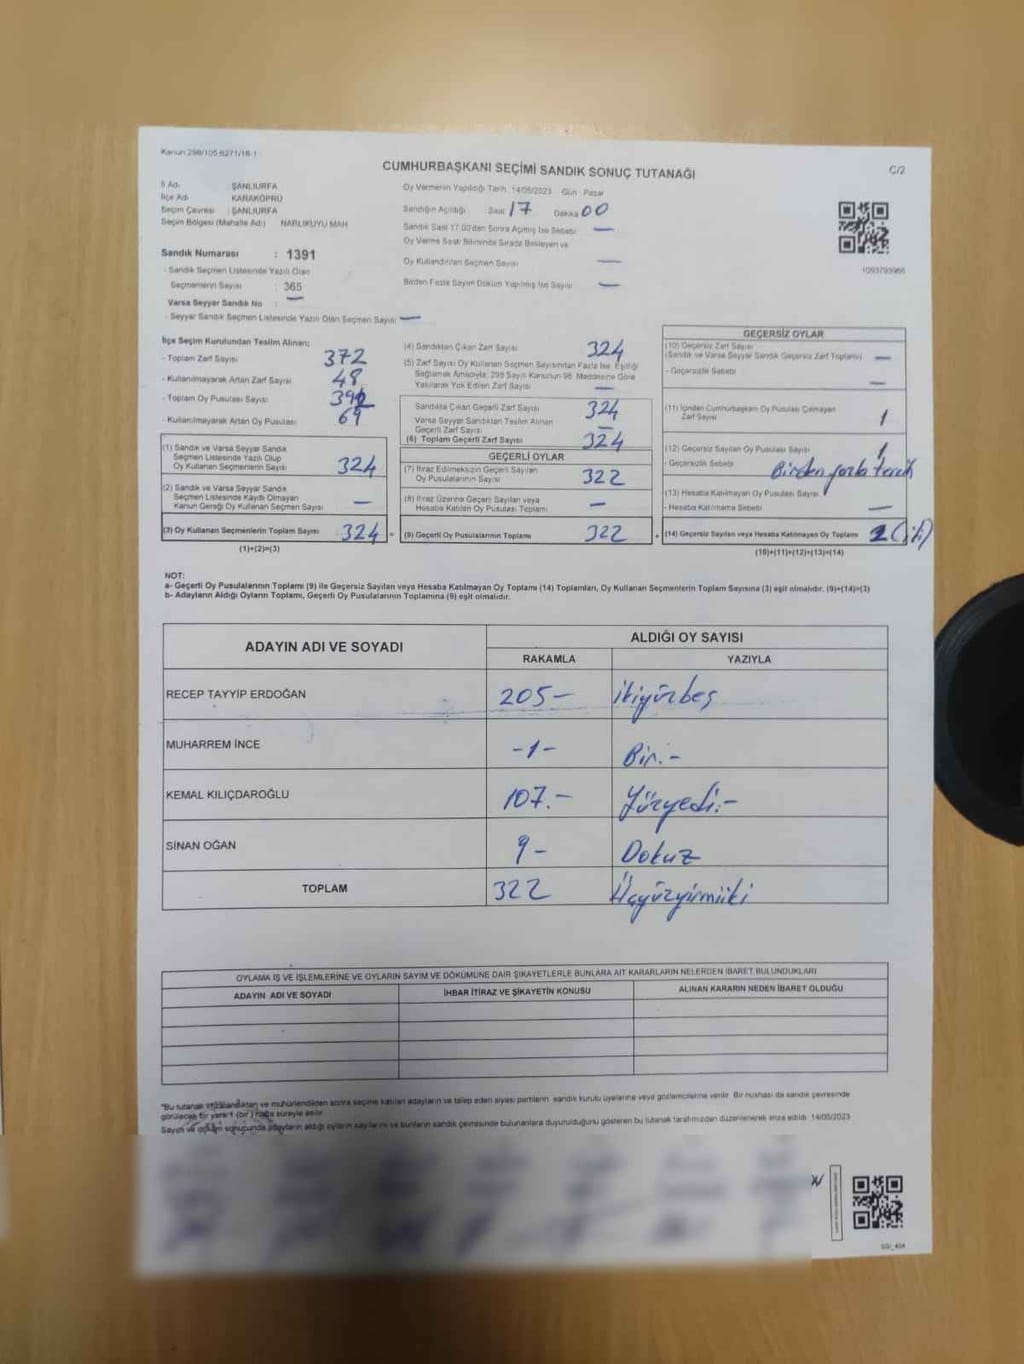 Kanun 298/105-6271/18-1
CUMHURBAŞKANI SEÇİMİ SANDIK SONUÇ TUTANAĞI
C/2
İl Adı ŞANLIURFA
İlçe Adı KARAKÖPRÜ
Seçim Çevresi : ŞANLIURFA
Seçim Bölgesi (Mahalle Adı) NARLIKUYU MAH
Oy Vermenin Yapıldığı Tarih 14/05/2023 Gün Pazar
Sandığın Açıldığı Saat 17 Dakika 00
Sandık Saat 17.00'den Sonra Açılmış İse Sebebi —
Oy Verme Saati Bitiminde Sırada Bekleyen ve
Oy Kullandırılan Seçmen Sayısı —
Birden Fazla Sayım Döküm Yapılmış İse Sayısı —
1093793966
Sandık Numarası : 1391
- Sandık Seçmen Listesinde Yazılı Olan
Seçmenlerin Sayısı : 365
Varsa Seyyar Sandık No : —
- Seyyar Sandık Seçmen Listesinde Yazılı Olan Seçmen Sayısı —
İlçe Seçim Kurulundan Teslim Alınan;
- Toplam Zarf Sayısı 372
- Kullanılmayarak Artan Zarf Sayısı 48
- Toplam Oy Pusulası Sayısı
- Kullanılmayarak Artan Oy Pusulası 69
(1) Sandık ve Varsa Seyyar Sandık
Seçmen Listesinde Yazılı Olup
Oy Kullanan Seçmenlerin Sayısı 324
(2) Sandık ve Varsa Seyyar Sandık
Seçmen Listesinde Kayıtlı Olmayan
Kanun Gereği Oy Kullanan Seçmen Sayısı —
(3) Oy Kullanan Seçmenlerin Toplam Sayısı 324 =
(1)+(2)=(3)
(4) Sandıktan Çıkan Zarf Sayısı 324
(5) Zarf Sayısı Oy Kullanan Seçmen Sayısından Fazla İse, Eşitliği
Sağlamak Amacıyla, 298 Sayılı Kanunun 98. Maddesine Göre
Yakılarak Yok Edilen Zarf Sayısı —
Sandıkta Çıkan Geçerli Zarf Sayısı 324
Varsa Seyyar Sandıktan Teslim Alınan
Geçerli Zarf Sayısı —
(6) Toplam Geçerli Zarf Sayısı 324
GEÇERLİ OYLAR
(7) İtiraz Edilmeksizin Geçerli Sayılan
Oy Pusulalarının Sayısı 322
(8) İtiraz Üzerine Geçerli Sayılan veya
Hesaba Katılan Oy Pusulası Toplamı —
(9) Geçerli Oy Pusulalarının Toplamı 322 +
GEÇERSİZ OYLAR
(10) Geçersiz Zarf Sayısı
(Sandık ve Varsa Seyyar Sandık Geçersiz Zarf Toplamı) —
- Geçersizlik Sebebi —
(11) İçinden Cumhurbaşkanı Oy Pusulası Çıkmayan
Zarf Sayısı 1
(12) Geçersiz Sayılan Oy Pusulası Sayısı 1
- Geçersizlik Sebebi Birden fazla tercih
(13) Hesaba Katılmayan Oy Pusulası Sayısı
- Hesaba Katılmama Sebebi —
(14) Geçersiz Sayılan veya Hesaba Katılmayan Oy Toplamı 2 (iki)
(10)+(11)+(12)+(13)=(14)
NOT:
a- Geçerli Oy Pusulalarının Toplamı (9) ile Geçersiz Sayılan veya Hesaba Katılmayan Oy Toplamı (14) Toplamları, Oy Kullanan Seçmenlerin Toplam Sayısına (3) eşit olmalıdır. (9)+(14)=(3)
b- Adayların Aldığı Oyların Toplamı, Geçerli Oy Pusulalarının Toplamına (9) eşit olmalıdır.
ADAYIN ADI VE SOYADI
ALDIĞI OY SAYISI
RAKAMLA YAZIYLA
RECEP TAYYİP ERDOĞAN 205- İkiyüzbeş
MUHARREM İNCE -1- Bir.-
KEMAL KILIÇDAROĞLU 107.- Yüzyedi.-
SİNAN OĞAN 9- Dokuz
TOPLAM 322 Üçyüzyirmiiki
OYLAMA İŞ VE İŞLEMLERİNE VE OYLARIN SAYIM VE DÖKÜMÜNE DAİR ŞİKAYETLERLE BUNLARA AİT KARARLARIN NELERDEN İBARET BULUNDUKLARI
ADAYIN ADI VE SOYADI İHBAR İTİRAZ VE ŞİKAYETİN KONUSU ALINAN KARARIN NEDEN İBARET OLDUĞU
"Bu tutanak imzalandıktan ve mühürlendikten sonra seçime katılan adayların ve talep eden siyasi partilerin sandık kurulu üyelerine veya gözlemcilerine verilir. Bir nüshası da sandık çevresinde
görülecek bir yere 1 (bir) hafta süreyle asılır.
Sayım ve döküm sonucunda adayların aldığı oyların sayılarını ve bunların sandık çevresinde bulunanlara duyurulduğunu gösteren bu tutanak tarafımızdan düzenlenerek imza edildi. 14/05/2023